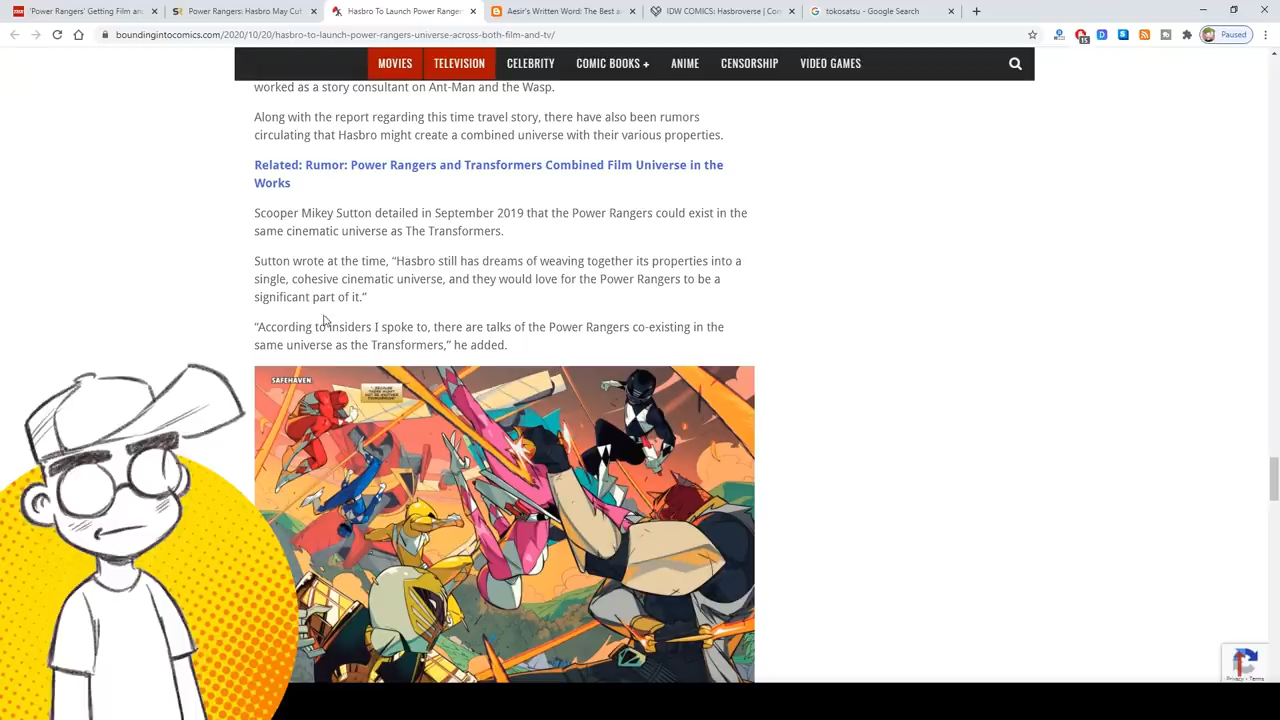 'Power Rangers' Getting Film and
Power Rangers: Hasbro May Cut
Hasbro To Launch Power Ranger
Aesir's Written Word: The Best a
IDW COMICS: Hasbroverse | Con
tokosatsu - Google Search
boundingintocomics.com/2020/10/20/hasbro-to-launch-power-rangers-universe-across-both-film-and-tv/
15
Paused
MOVIES
TELEVISION
CELEBRITY
COMIC BOOKS +
ANIME
CENSORSHIP
VIDEO GAMES
worked as a story consultant on Ant-Man and the Wasp.
Along with the report regarding this time travel story, there have also been rumors
circulating that Hasbro might create a combined universe with their various properties.
Related: Rumor: Power Rangers and Transformers Combined Film Universe in the
Works
Scooper Mikey Sutton detailed in September 2019 that the Power Rangers could exist in the
same cinematic universe as The Transformers.
Sutton wrote at the time, “Hasbro still has dreams of weaving together its properties into a
single, cohesive cinematic universe, and they would love for the Power Rangers to be a
significant part of it.”
“According to insiders I spoke to, there are talks of the Power Rangers co-existing in the
same universe as the Transformers,” he added.
SAFEHAVEN.
Privacy - Terms